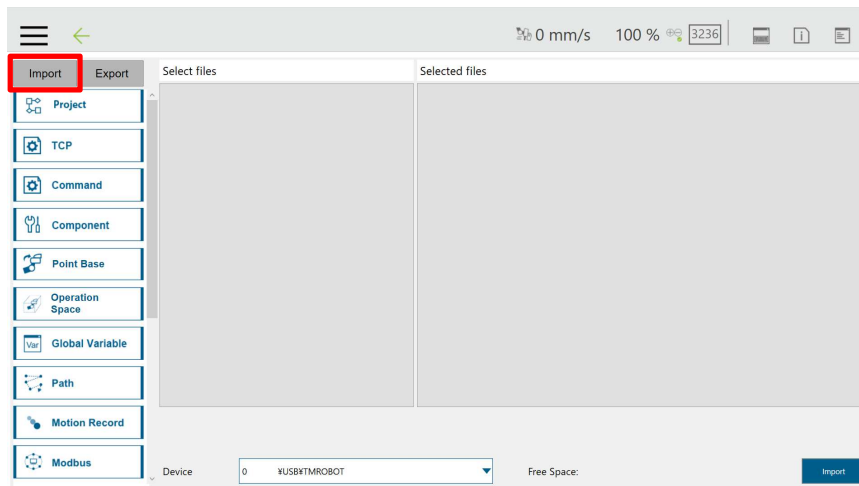 0 mm/s 100 % 3236
Import Export Select files Selected files
Project
TCP
Command
Component
Point Base
Operation
Space
Global Variable
Path
Motion Record
Modbus
Device 0 ¥USB¥TMROBOT Free Space: Import